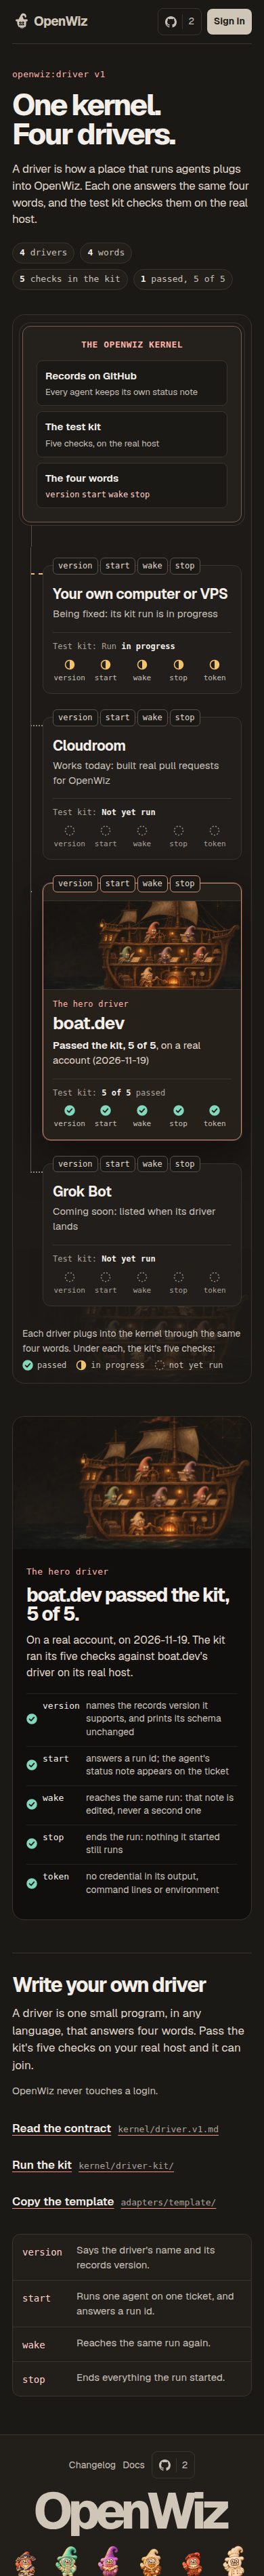 OpenWiz
2
Sign in
openwiz:driver v1
One kernel.
Four drivers.
A driver is how a place that runs agents plugs
into OpenWiz. Each one answers the same four
words, and the test kit checks them on the real
host.
4 drivers
4 words
5 checks in the kit
1 passed, 5 of 5
THE OPENWIZ KERNEL
Records on GitHub
Every agent keeps its own status note
The test kit
Five checks, on the real host
The four words
version start wake stop
version start wake stop
Your own computer or VPS
Being fixed: its kit run is in progress
Test kit: Run in progress
version start wake stop token
version start wake stop
Cloudroom
Works today: built real pull requests
for OpenWiz
Test kit: Not yet run
version start wake stop token
version start wake stop
The hero driver
boat.dev
Passed the kit, 5 of 5, on a real
account (2026-11-19)
Test kit: 5 of 5 passed
version start wake stop token
version start wake stop
Grok Bot
Coming soon: listed when its driver
lands
Test kit: Not yet run
version start wake stop token
Each driver plugs into the kernel through the same
four words. Under each, the kit's five checks:
passed in progress not yet run
The hero driver
boat.dev passed the kit,
5 of 5.
On a real account, on 2026-11-19. The kit
ran its five checks against boat.dev's
driver on its real host.
version names the records version it
supports, and prints its schema
unchanged
start answers a run id; the agent's
status note appears on the ticket
wake reaches the same run: that note is
edited, never a second one
stop ends the run: nothing it started
still runs
token no credential in its output,
command lines or environment
Write your own driver
A driver is one small program, in any
language, that answers four words. Pass the
kit's five checks on your real host and it can
join.
OpenWiz never touches a login.
Read the contract kernel/driver.v1.md
Run the kit kernel/driver-kit/
Copy the template adapters/template/
version Says the driver's name and its
records version.
start Runs one agent on one ticket, and
answers a run id.
wake Reaches the same run again.
stop Ends everything the run started.
Changelog Docs 2
OpenWiz